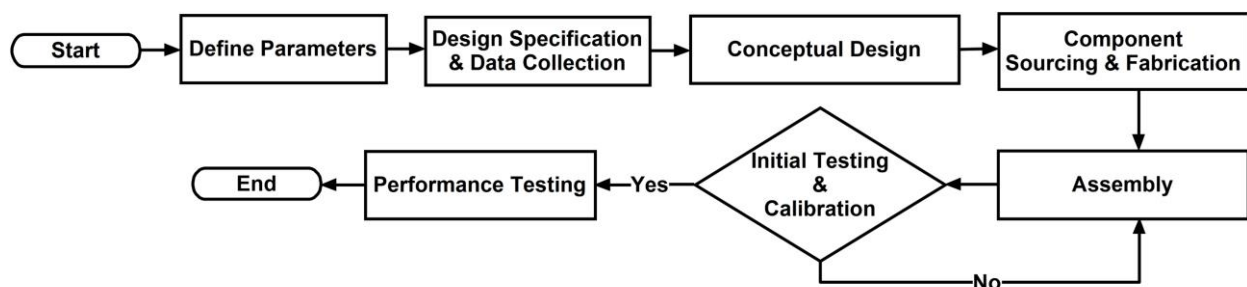 Start
Define Parameters
Design Specification
& Data Collection
Conceptual Design
Component
Sourcing & Fabrication
Assembly
Initial Testing
&
Calibration
No
Yes
Performance Testing
End